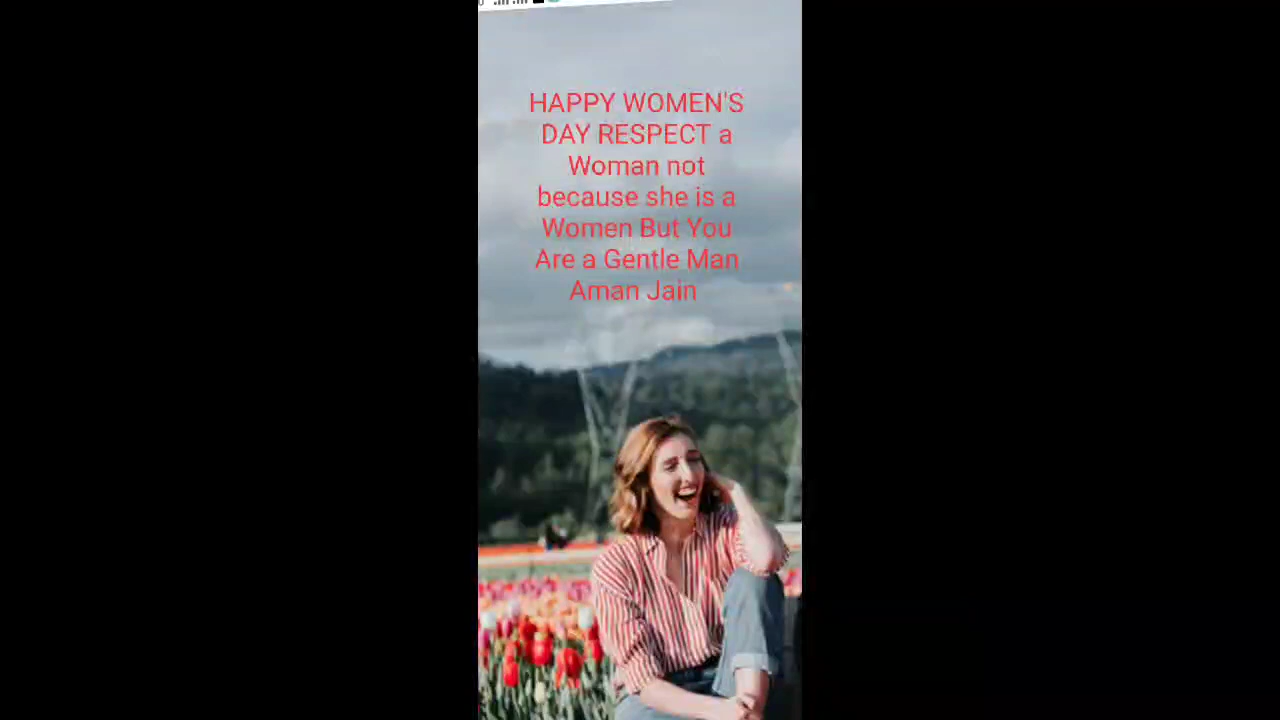 HAPPY WOMEN'S
DAY RESPECT a
Woman not
because she is a
Women But You
Are a Gentle Man
Aman Jain